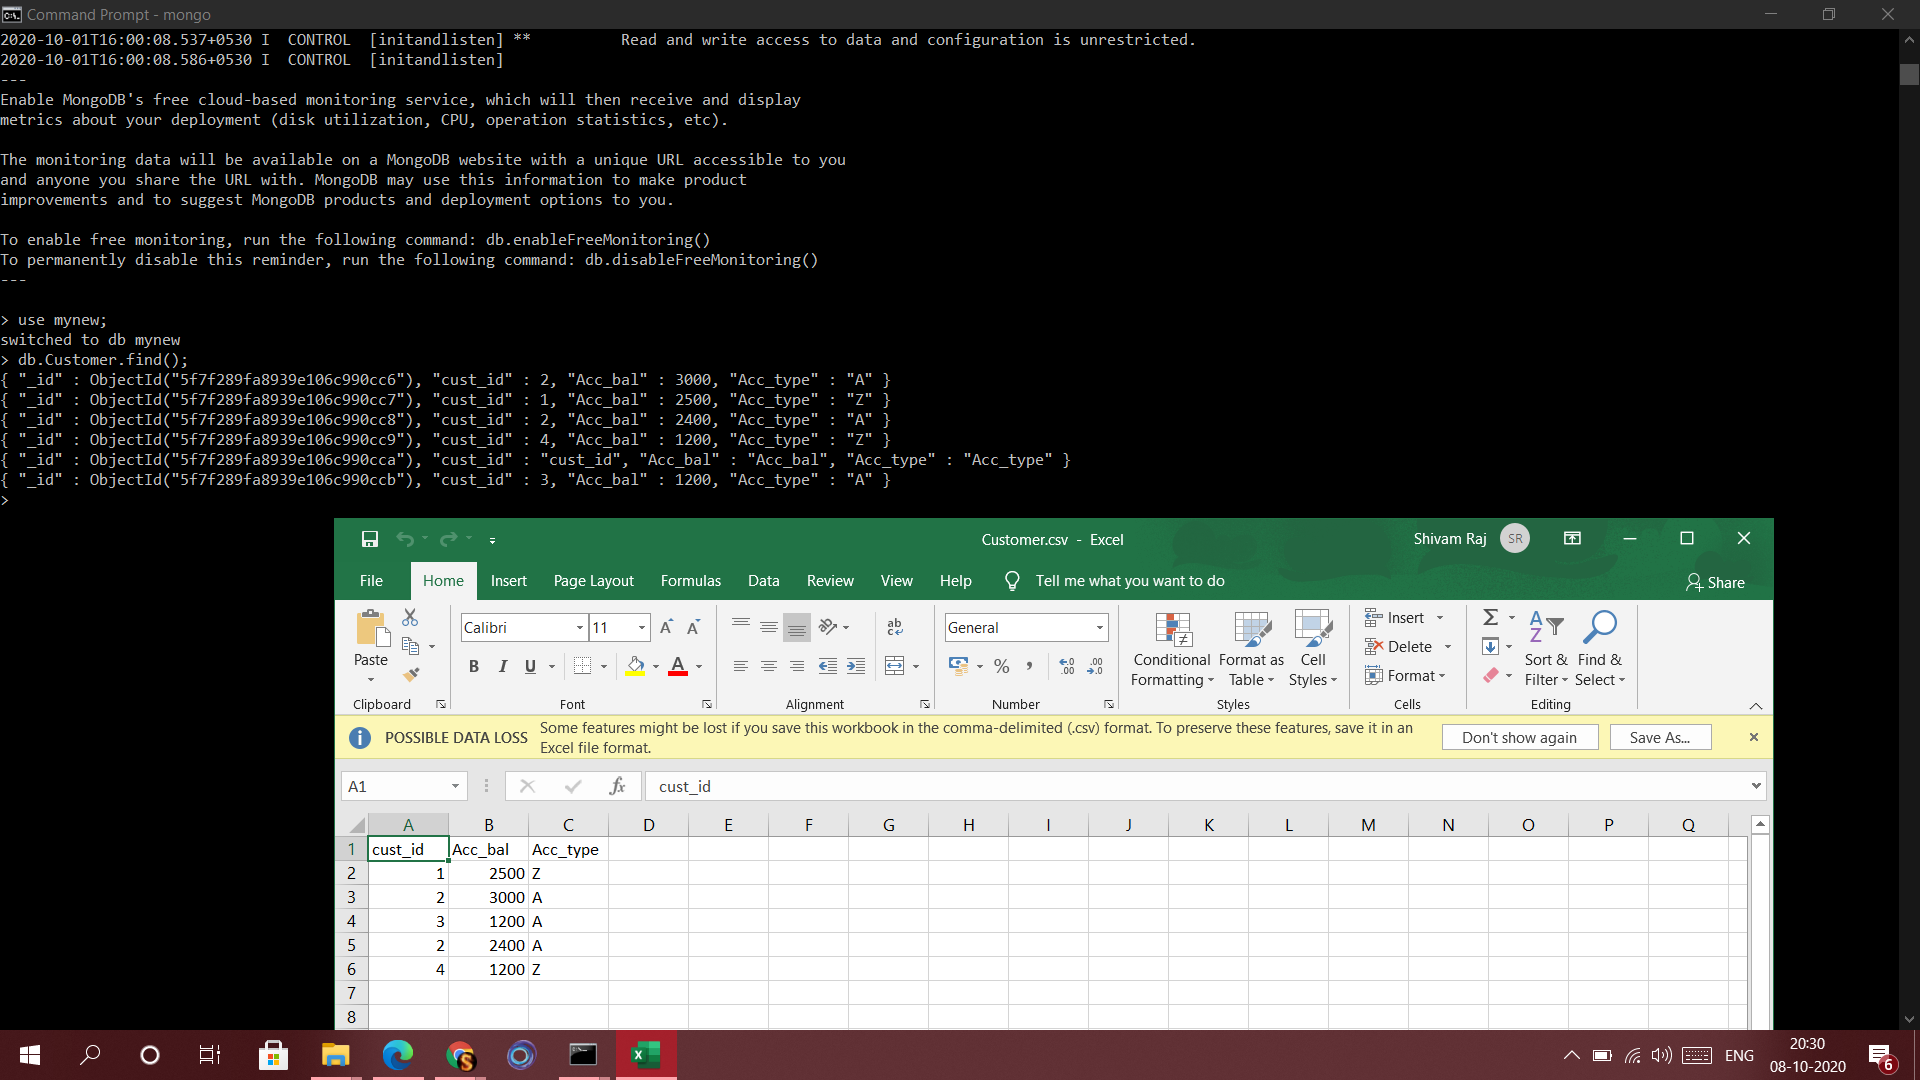 Command Prompt - mongo
2020-10-01T16:00:08.537+0530 I  CONTROL  [initandlisten] **          Read and write access to data and configuration is unrestricted.
2020-10-01T16:00:08.586+0530 I  CONTROL  [initandlisten]
---
Enable MongoDB's free cloud-based monitoring service, which will then receive and display
metrics about your deployment (disk utilization, CPU, operation statistics, etc).
The monitoring data will be available on a MongoDB website with a unique URL accessible to you
and anyone you share the URL with. MongoDB may use this information to make product
improvements and to suggest MongoDB products and deployment options to you.
To enable free monitoring, run the following command: db.enableFreeMonitoring()
To permanently disable this reminder, run the following command: db.disableFreeMonitoring()
---
> use mynew;
switched to db mynew
> db.Customer.find();
{ "_id" : ObjectId("5f7f289fa8939e106c990cc6"), "cust_id" : 2, "Acc_bal" : 3000, "Acc_type" : "A" }
{ "_id" : ObjectId("5f7f289fa8939e106c990cc7"), "cust_id" : 1, "Acc_bal" : 2500, "Acc_type" : "Z" }
{ "_id" : ObjectId("5f7f289fa8939e106c990cc8"), "cust_id" : 2, "Acc_bal" : 2400, "Acc_type" : "A" }
{ "_id" : ObjectId("5f7f289fa8939e106c990cc9"), "cust_id" : 4, "Acc_bal" : 1200, "Acc_type" : "Z" }
{ "_id" : ObjectId("5f7f289fa8939e106c990cca"), "cust_id" : "cust_id", "Acc_bal" : "Acc_bal", "Acc_type" : "Acc_type" }
{ "_id" : ObjectId("5f7f289fa8939e106c990ccb"), "cust_id" : 3, "Acc_bal" : 1200, "Acc_type" : "A" }
>
Customer.csv - Excel Shivam Raj SR
File Home Insert Page Layout Formulas Data Review View Help Tell me what you want to do Share
Paste Calibri 11 General Conditional Formatting Format as Table Cell Styles Insert Delete Format Sort & Filter Find & Select
Clipboard Font Alignment Number Styles Cells Editing
POSSIBLE DATA LOSS Some features might be lost if you save this workbook in the comma-delimited (.csv) format. To preserve these features, save it in an Don't show again Save As...
Excel file format.
A1 fx cust_id
A B C D E F G H I J K L M N O P Q
1 cust_id Acc_bal Acc_type
2 1 2500 Z
3 2 3000 A
4 3 1200 A
5 2 2400 A
6 4 1200 Z
7
8
ENG 20:30
08-10-2020 6